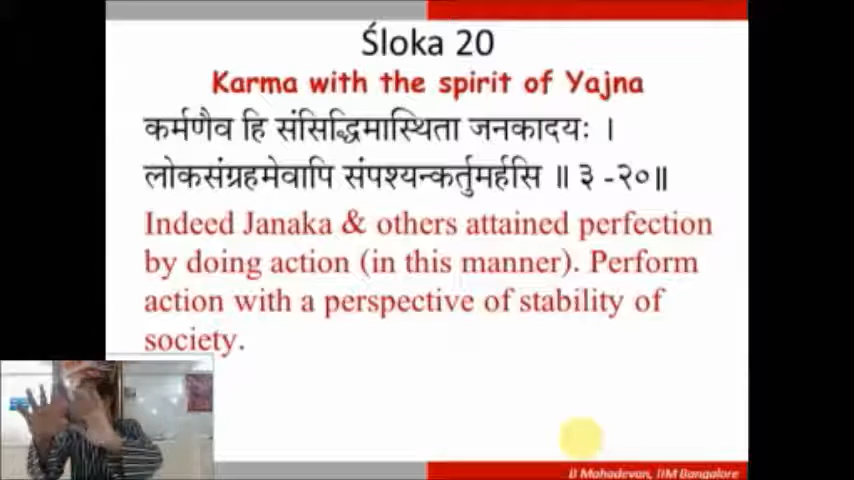 Śloka 20
Karma with the spirit of Yajna
कर्मणैव हि संसिद्धिमास्थिता जनकादयः ।
लोकसंग्रहमेवापि संपश्यन्कर्तुमर्हसि ॥ ३ -२०॥
Indeed Janaka & others attained perfection
by doing action (in this manner). Perform
action with a perspective of stability of
society.
B Mahadevan, IIM Bangalore